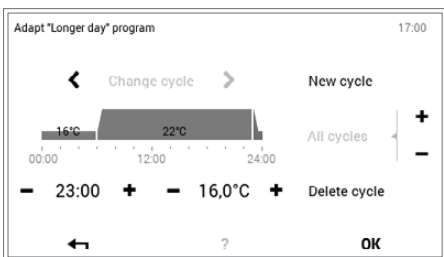 Adapt "Longer day" program 17:00
Change cycle New cycle
16°C 22°C
All cycles
00:00 12:00 24:00
23:00 16,0°C Delete cycle
? OK